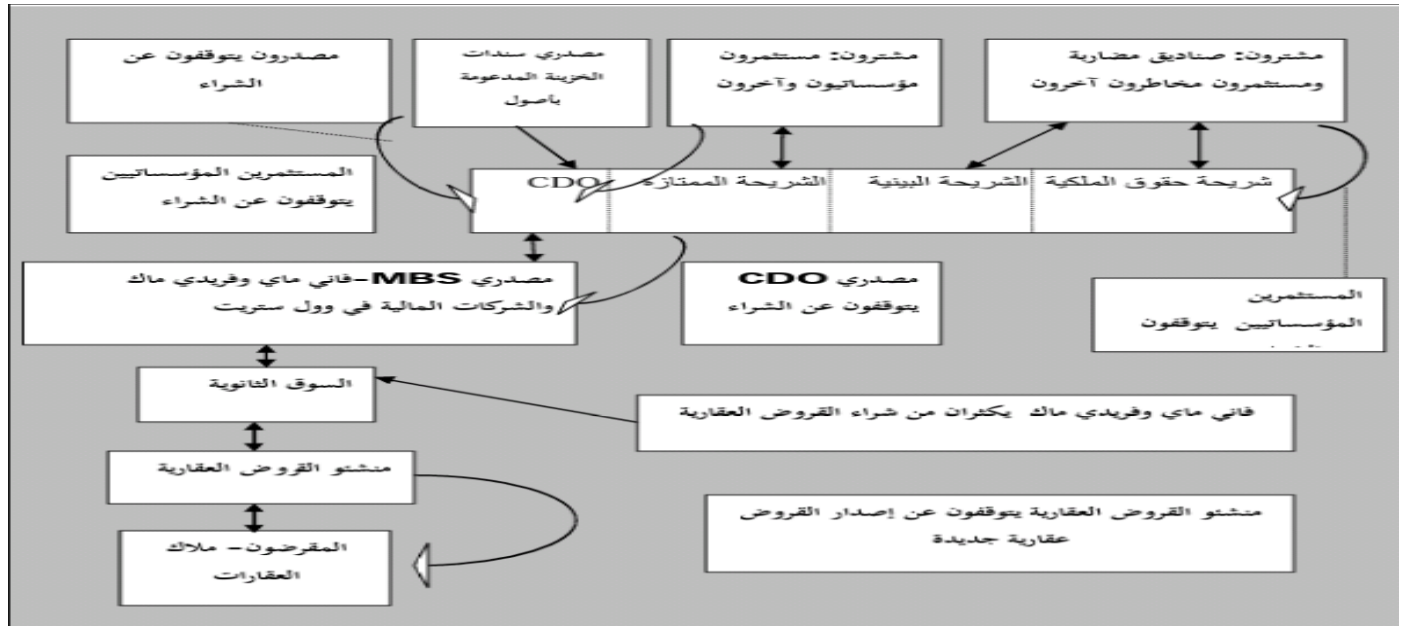 مشترون: صناديق مضاربة
ومستثمرون مخاطرون آخرون
مشترون: مستثمرون
مؤسساتيون وآخرون
مصدري سندات
الخزينة المدعومة
بأصول
مصدرون يتوقفون عن
الشراء
شريحة حقوق الملكية
الشريحة البينية
الشريحة الممتازة
CDO
المستثمرين المؤسساتيين
يتوقفون عن الشراء
المستثمرين
المؤسساتيين يتوقفون
مصدري CDO
يتوقفون عن الشراء
مصدري MBS-فاني ماي وفريدي ماك
والشركات المالية في وول ستريت
السوق الثانوية
فاني ماي وفريدي ماك يكثران من شراء القروض العقارية
منشئو القروض العقارية
منشئو القروض العقارية يتوقفون عن إصدار القروض
عقارية جديدة
المقرضون- ملاك
العقارات